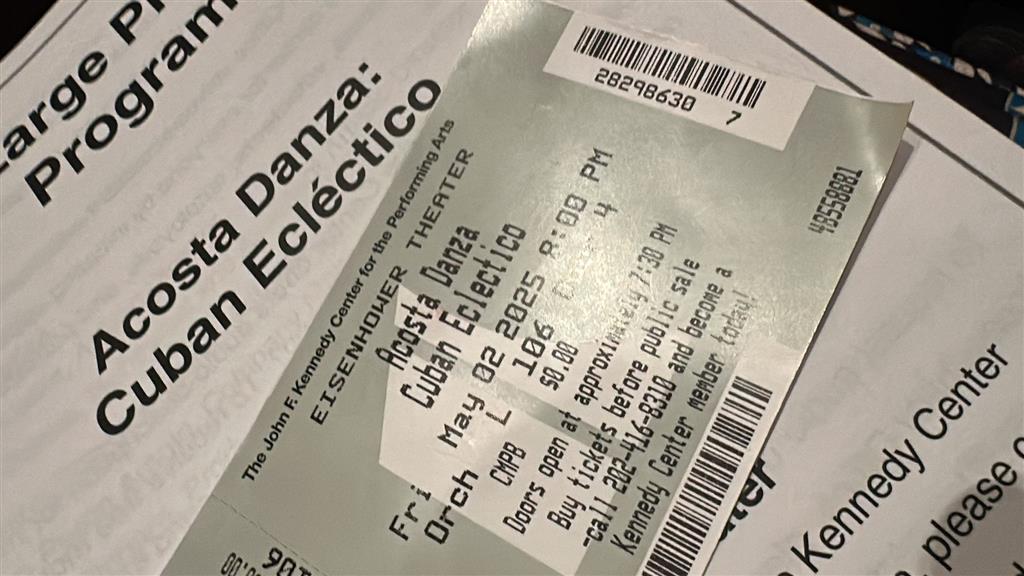 Large
Program
Acosta Danza:
Cuban Ecléctico
28298630 7
The John F. Kennedy Center for the Performing Arts
EISENHOWER THEATER
Acosta Danza
Cuban Eclectico
Fri May 02 2025 8:00 PM
Orch L 106 4
CMPB $0.00
Doors open at approximately 7:30 PM
Buy tickets before public sale
-call 202-416-8310 and become a
Kennedy Center member today!
106
Kennedy Center
, please